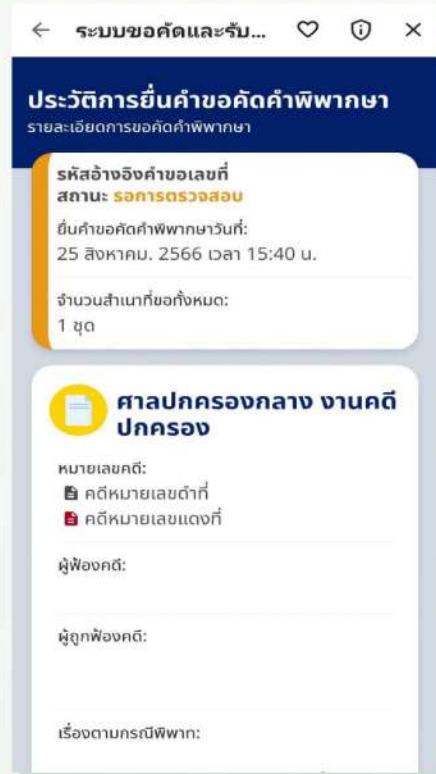 ระบบขอคัดและรับ...
ประวัติการยื่นคำขอคัดคำพิพากษา
รายละเอียดการขอคัดคำพิพากษา
รหัสอ้างอิงคำขอเลขที่
สถานะ รอการตรวจสอบ
ยื่นคำขอคัดคำพิพากษาวันที่:
25 สิงหาคม. 2566 เวลา 15:40 น.
จำนวนสำเนาที่ขอทั้งหมด:
1 ชุด
ศาลปกครองกลาง งานคดี
ปกครอง
หมายเลขคดี:
คดีหมายเลขดำที่
คดีหมายเลขแดงที่
ผู้ฟ้องคดี:
ผู้ถูกฟ้องคดี:
เรื่องตามกรณีพิพาท: